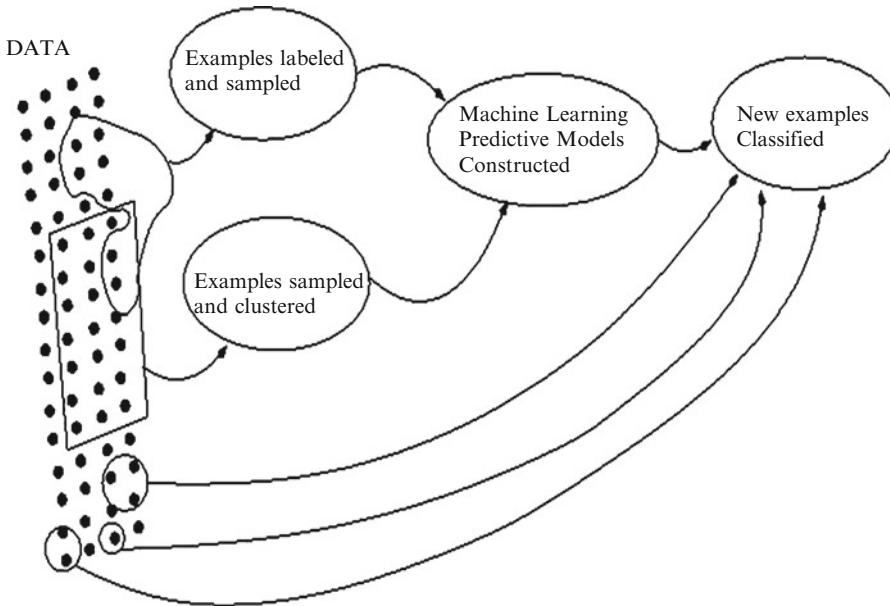 DATA
Examples labeled
and sampled
Machine Learning
Predictive Models
Constructed
New examples
Classified
Examples sampled
and clustered